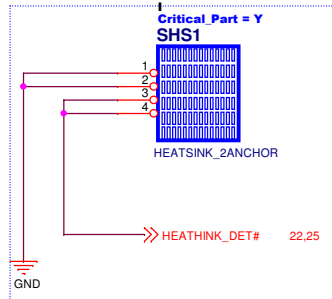 Critical_Part = Y
SHS1
1
2
3
4
HEATSINK_2ANCHOR
HEATHINK_DET# 22,25
GND